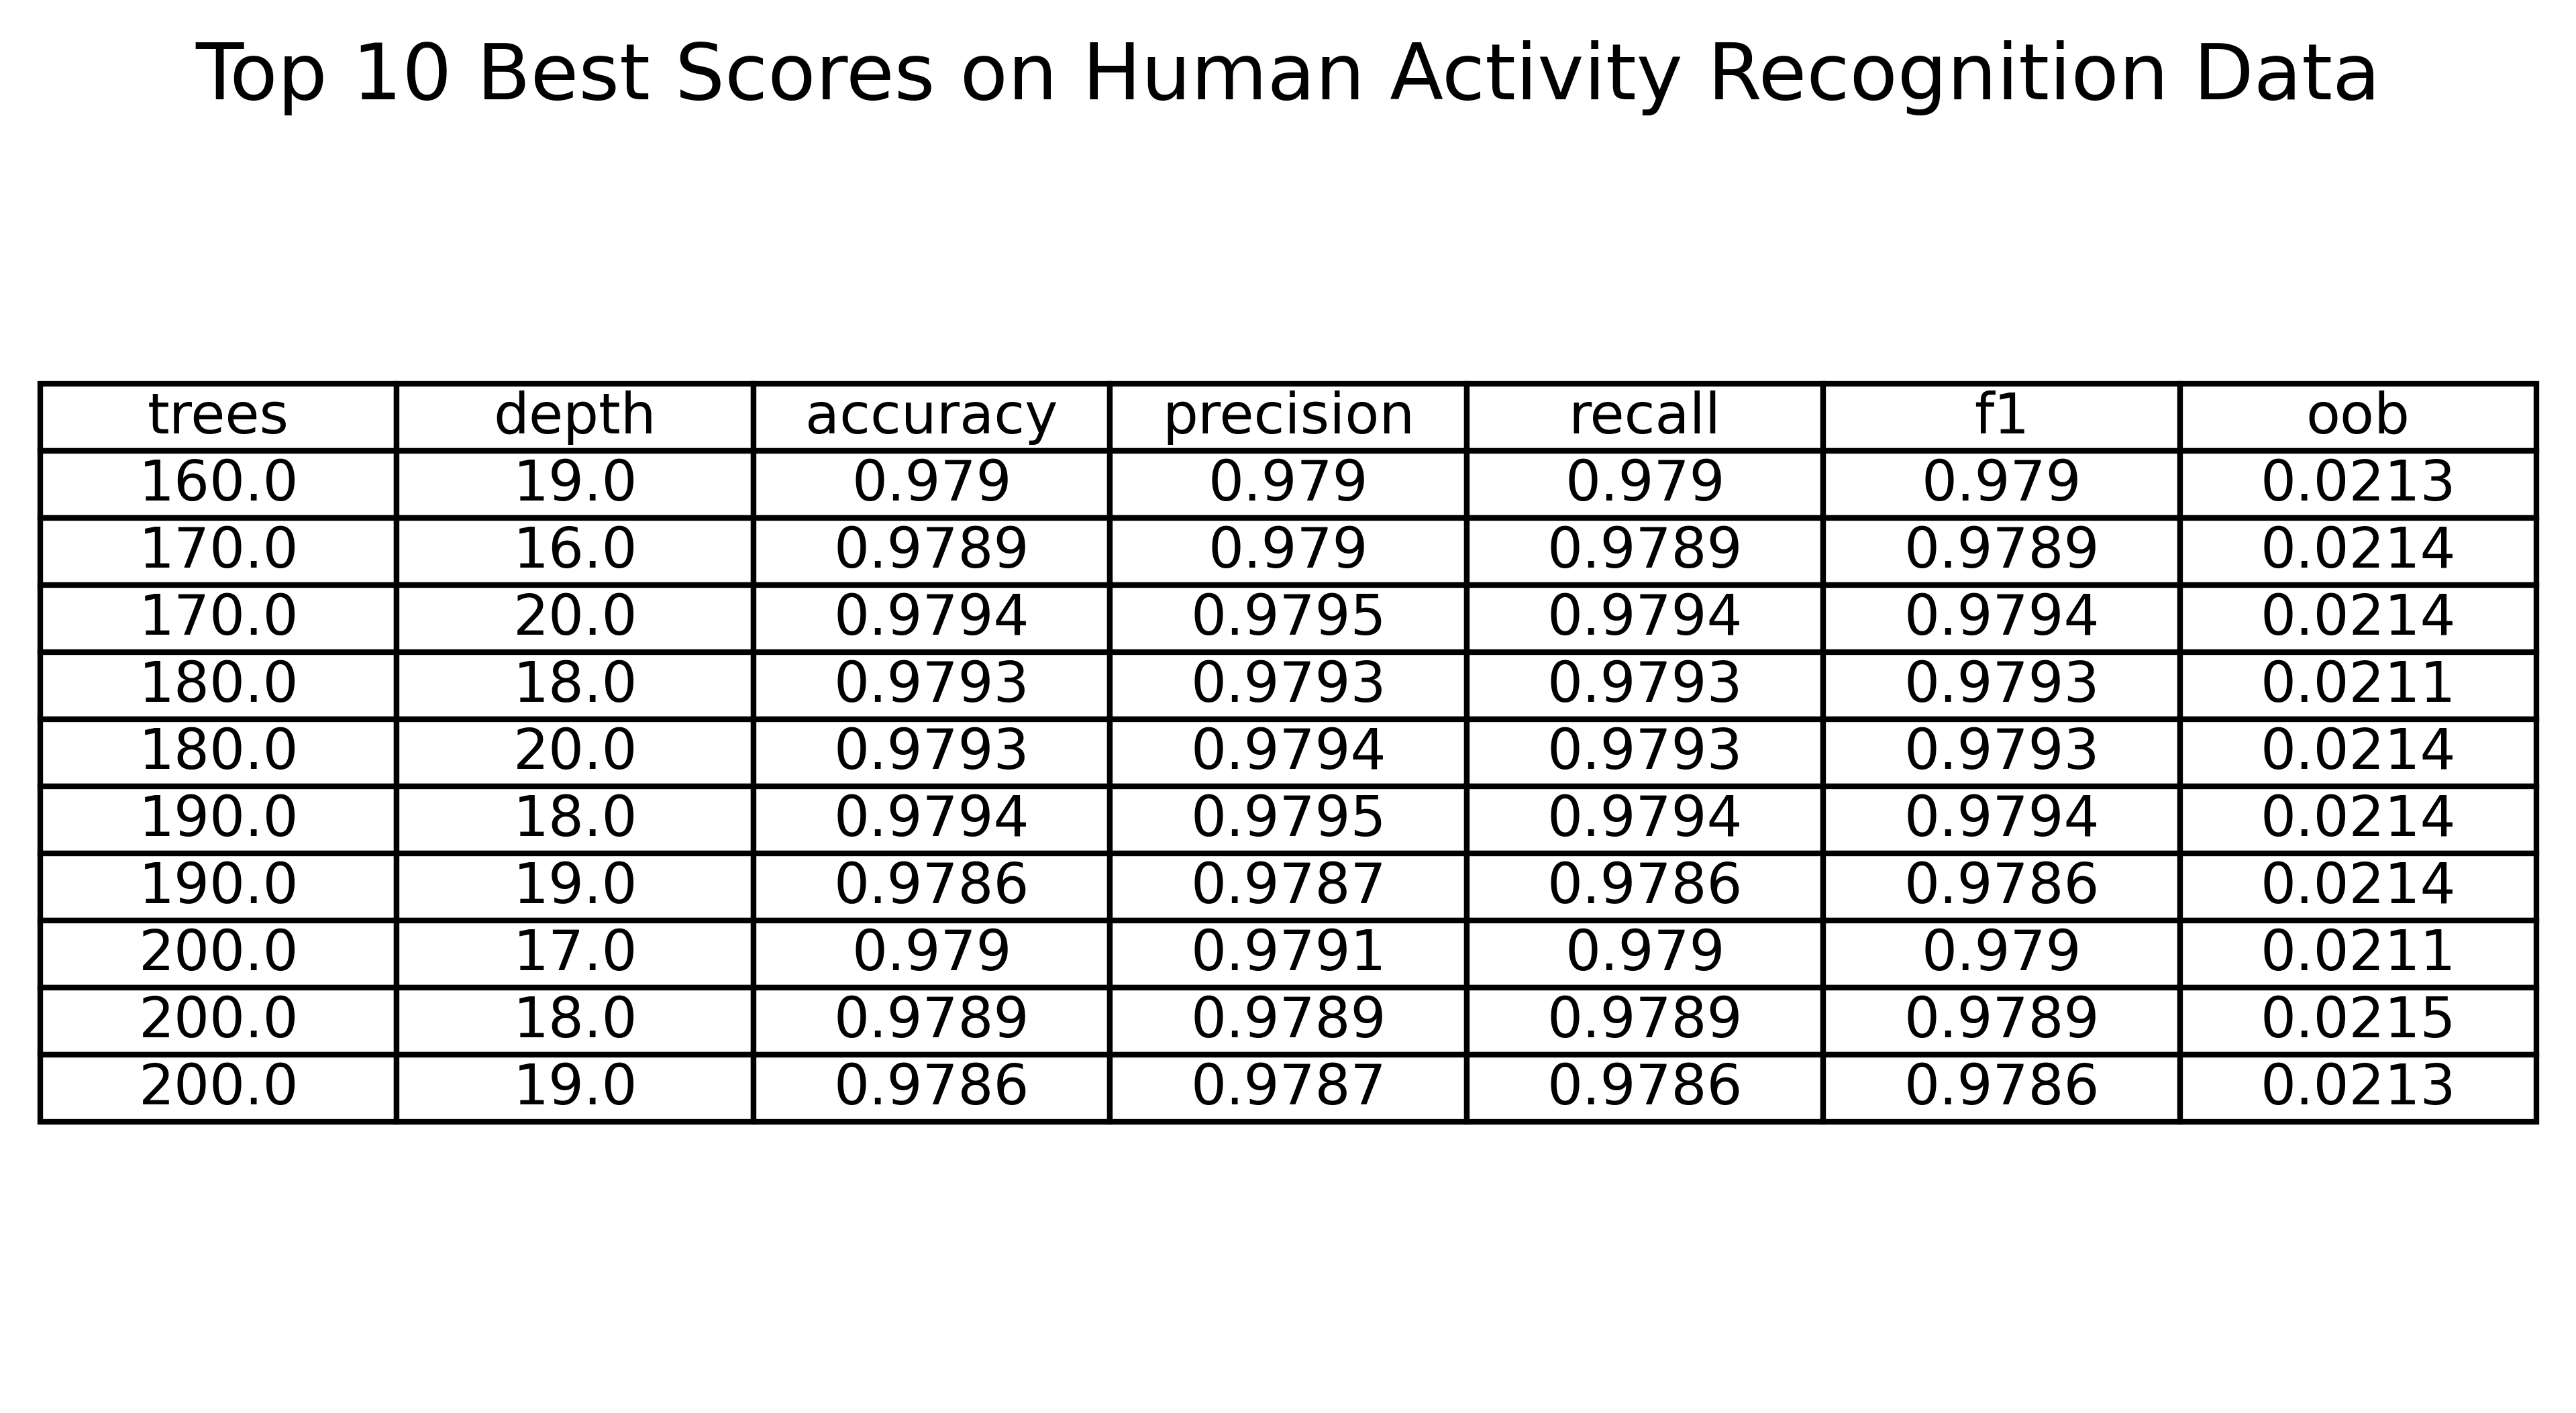 Top 10 Best Scores on Human Activity Recognition Data
trees depth accuracy precision recall f1 oob
160.0 19.0 0.979 0.979 0.979 0.979 0.0213
170.0 16.0 0.9789 0.979 0.9789 0.9789 0.0214
170.0 20.0 0.9794 0.9795 0.9794 0.9794 0.0214
180.0 18.0 0.9793 0.9793 0.9793 0.9793 0.0211
180.0 20.0 0.9793 0.9794 0.9793 0.9793 0.0214
190.0 18.0 0.9794 0.9795 0.9794 0.9794 0.0214
190.0 19.0 0.9786 0.9787 0.9786 0.9786 0.0214
200.0 17.0 0.979 0.9791 0.979 0.979 0.0211
200.0 18.0 0.9789 0.9789 0.9789 0.9789 0.0215
200.0 19.0 0.9786 0.9787 0.9786 0.9786 0.0213